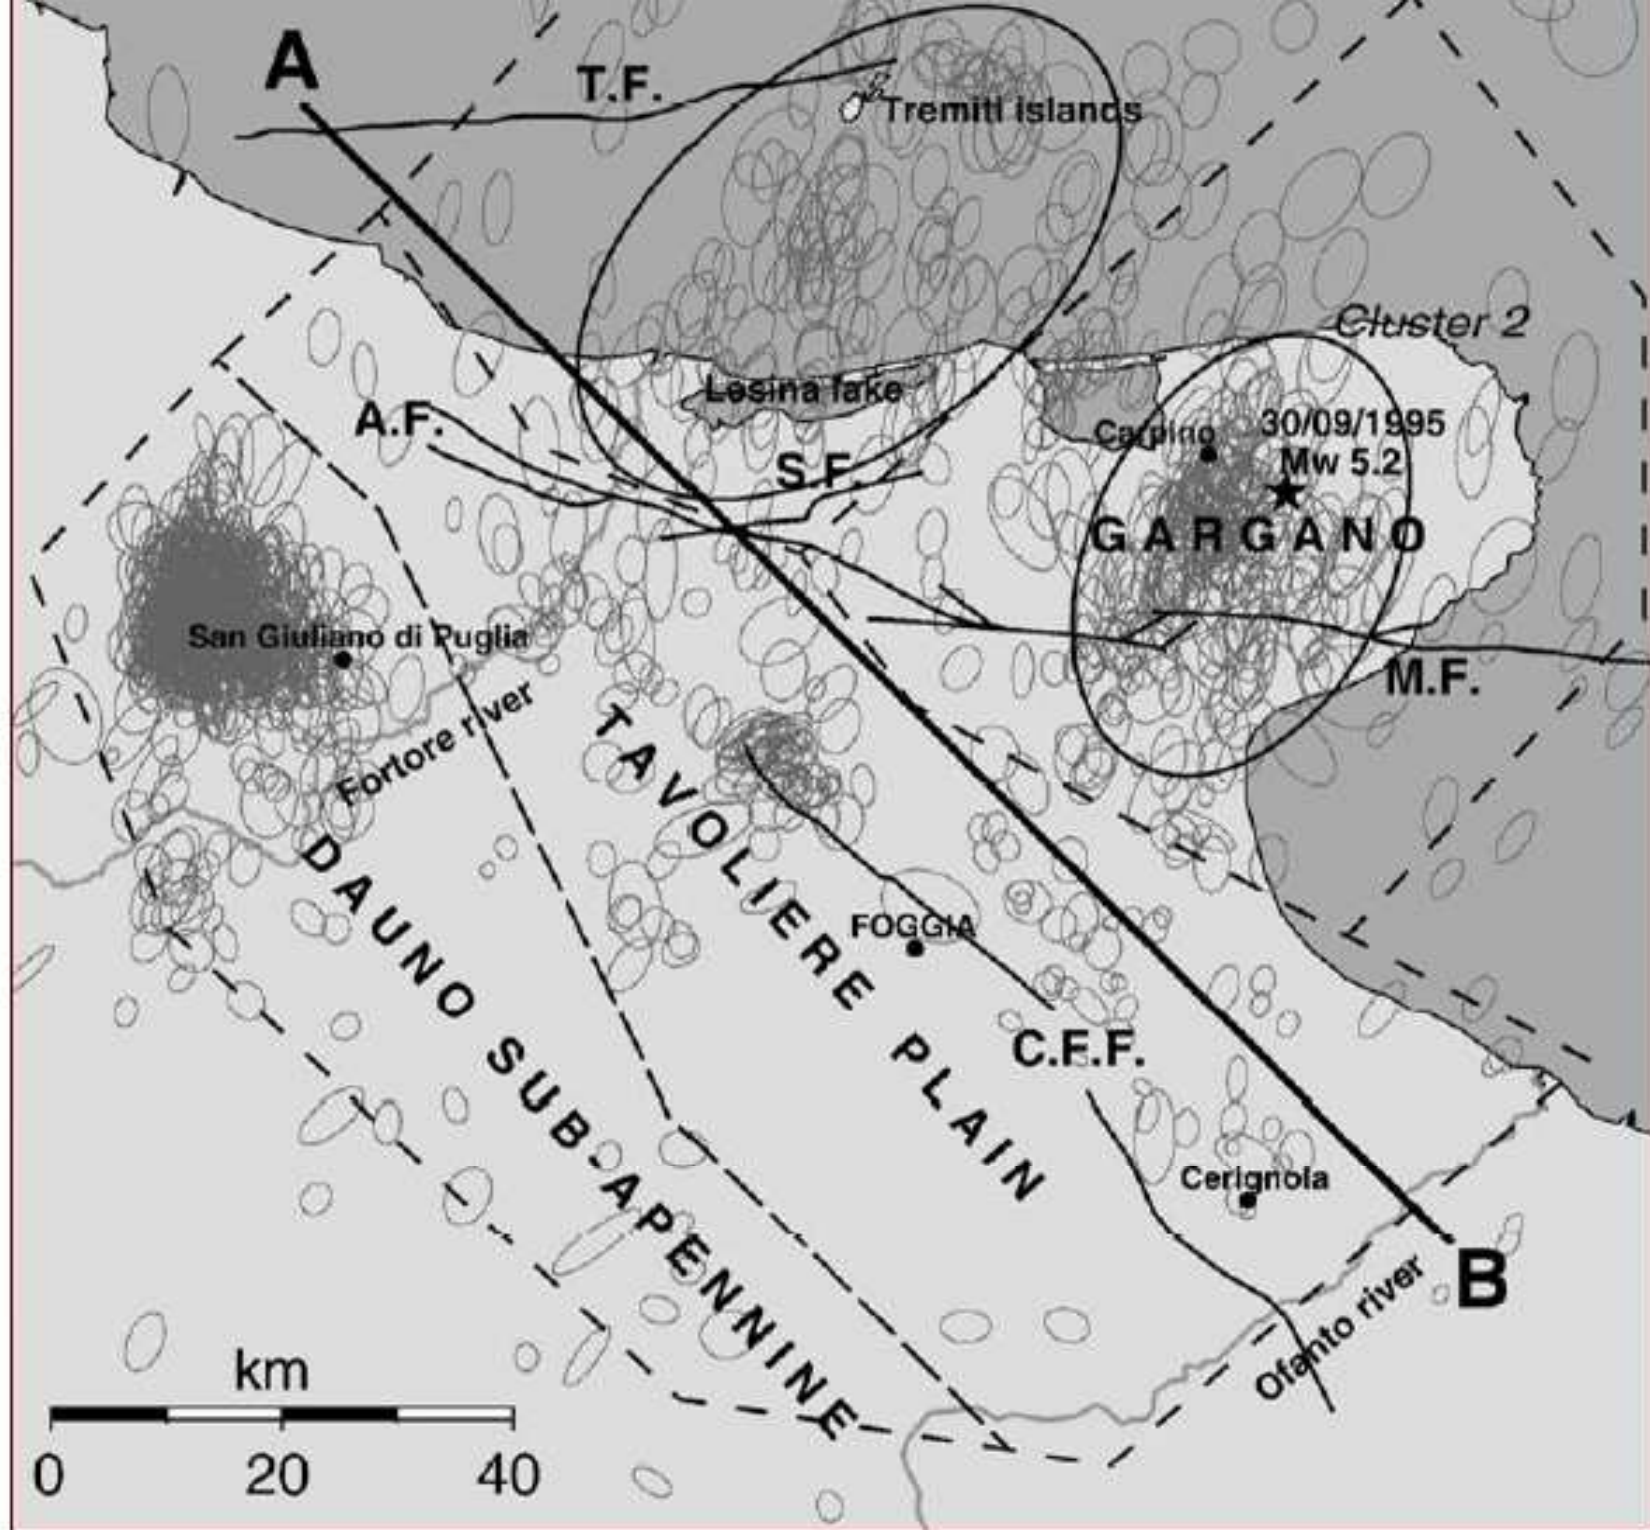 A
T.F.
Tremiti islands
Cluster 2
Lesina lake
A.F.
Carpino
30/09/1995
Mw 5.2
S.F.
GARGANO
San Giuliano di Puglia
M.F.
Fortore river
TAVOLIERE PLAIN
DAUNO SUB-APENNINE
FOGGIA
C.F.F.
Cerignola
B
Ofanto river
km
0 20 40